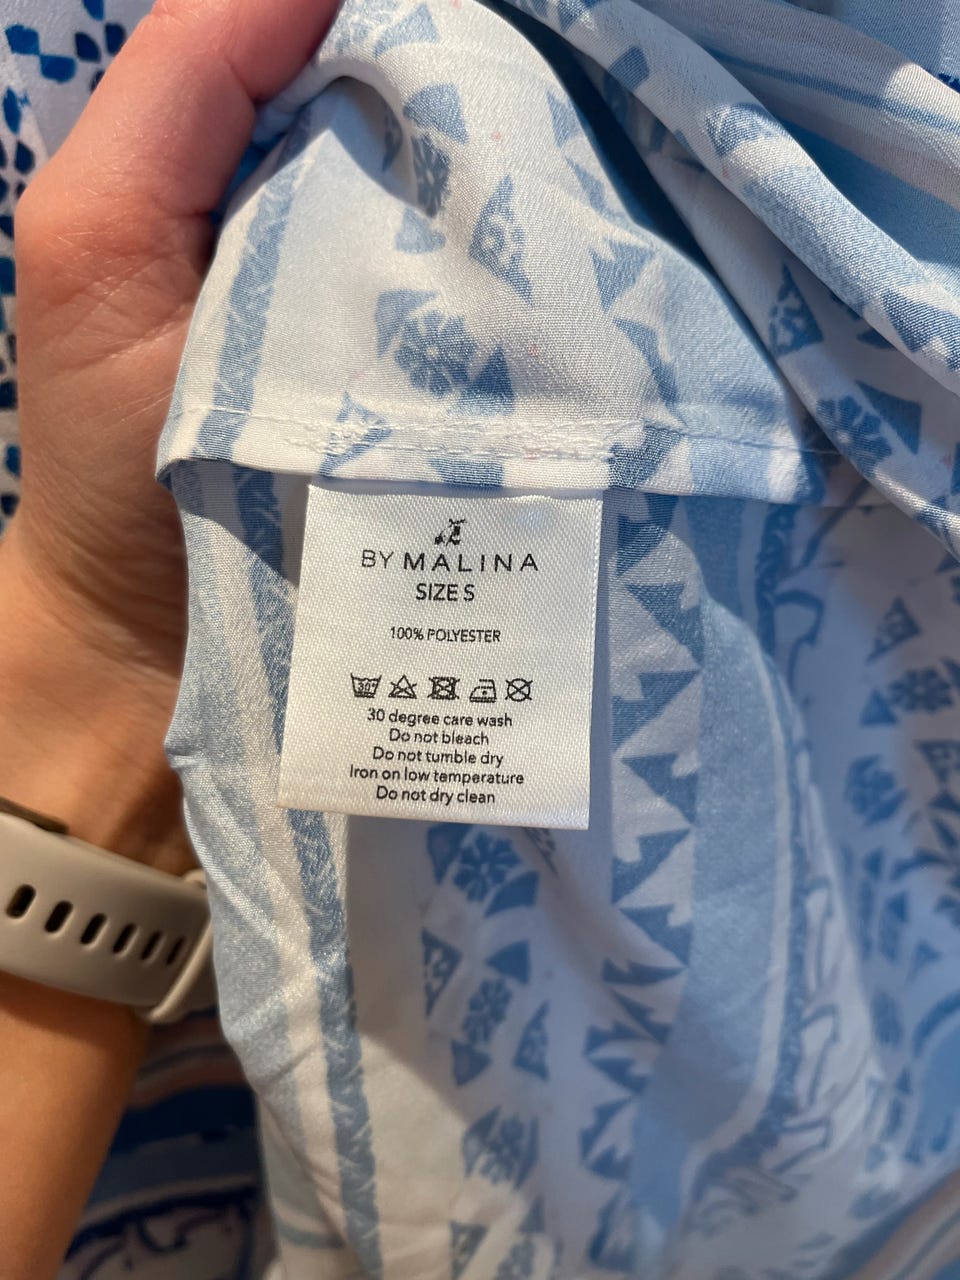 BY MALINA
SIZE S
100% POLYESTER
30°
30 degree care wash
Do not bleach
Do not tumble dry
Iron on low temperature
Do not dry clean